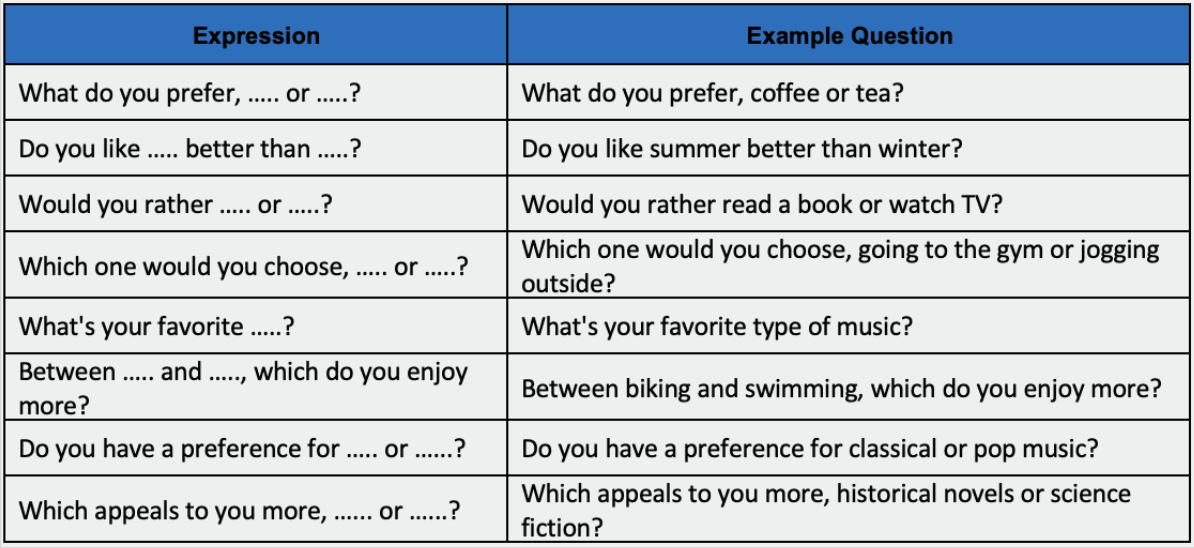 Expression
Example Question
What do you prefer, ..... or .....?
What do you prefer, coffee or tea?
Do you like ..... better than .....?
Do you like summer better than winter?
Would you rather ..... or .....?
Would you rather read a book or watch TV?
Which one would you choose, ..... or .....?
Which one would you choose, going to the gym or jogging
outside?
What's your favorite .....?
What's your favorite type of music?
Between ..... and ....., which do you enjoy
more?
Between biking and swimming, which do you enjoy more?
Do you have a preference for ..... or ......?
Do you have a preference for classical or pop music?
Which appeals to you more, ...... or ......?
Which appeals to you more, historical novels or science
fiction?